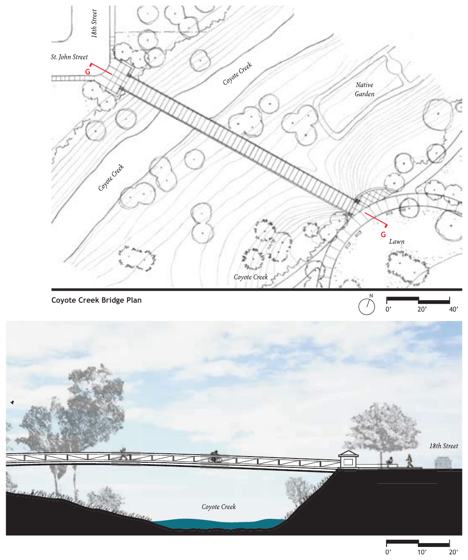 18th Street
St. John Street
G
Coyote Creek
Native
Garden
Coyote Creek
G
Lawn
Coyote Creek
Coyote Creek Bridge Plan
N
0' 20' 40'
18th Street
Coyote Creek
0' 10' 20'